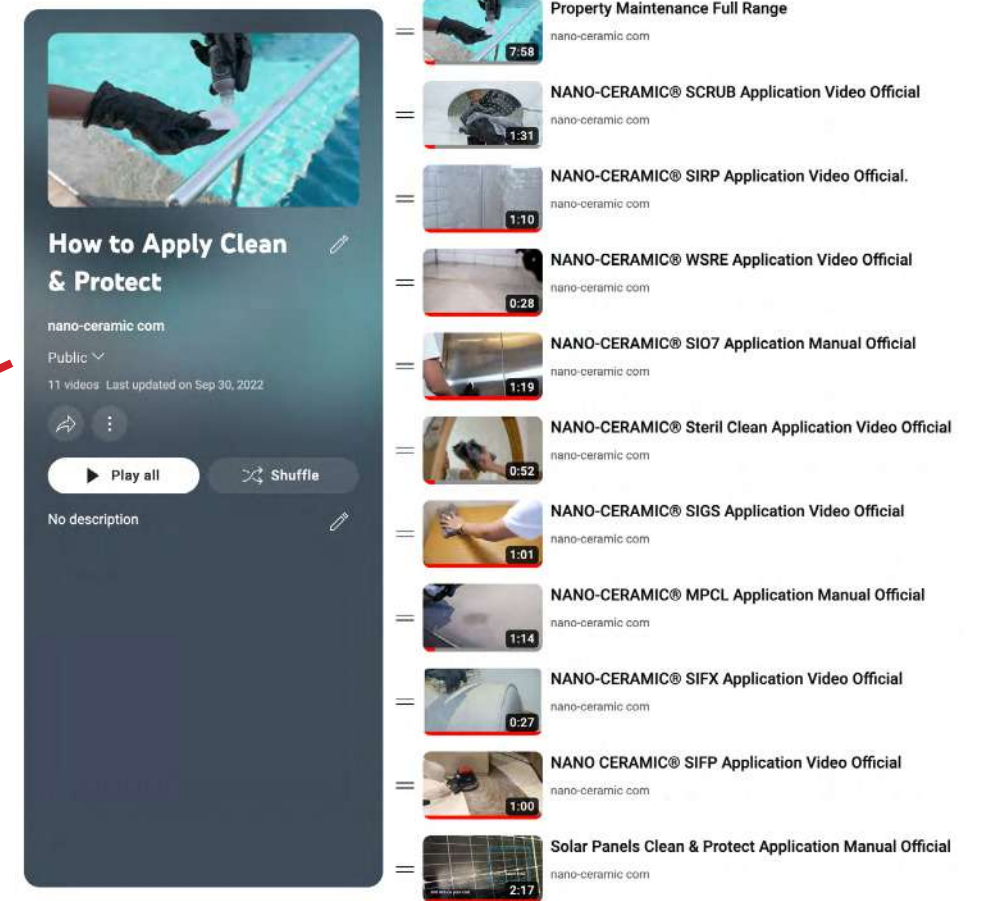 How to Apply Clean
& Protect
nano-ceramic com
Public
11 videos Last updated on Sep 30, 2022
Play all
Shuffle
No description
Property Maintenance Full Range
nano-ceramic com
7:58
NANO-CERAMIC® SCRUB Application Video Official
nano-ceramic com
1:31
NANO-CERAMIC® SIRP Application Video Official.
nano-ceramic com
1:10
NANO-CERAMIC® WSRE Application Video Official
nano-ceramic com
0:28
NANO-CERAMIC® SIO7 Application Manual Official
nano-ceramic com
1:19
NANO-CERAMIC® Steril Clean Application Video Official
nano-ceramic com
0:52
NANO-CERAMIC® SIGS Application Video Official
nano-ceramic com
1:01
NANO-CERAMIC® MPCL Application Manual Official
nano-ceramic com
1:14
NANO-CERAMIC® SIFX Application Video Official
nano-ceramic com
0:27
NANO CERAMIC® SIFP Application Video Official
nano-ceramic com
1:00
Solar Panels Clean & Protect Application Manual Official
nano-ceramic com
2:17